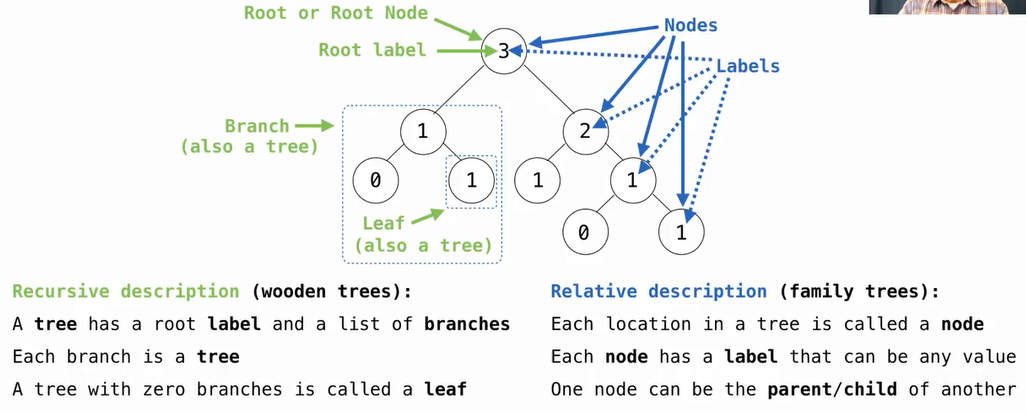 Root or Root Node
Root label
Nodes
Labels
3
Branch
(also a tree)
1
2
0
1
1
1
Leaf
(also a tree)
0
1
Recursive description (wooden trees):
A tree has a root label and a list of branches
Each branch is a tree
A tree with zero branches is called a leaf
Relative description (family trees):
Each location in a tree is called a node
Each node has a label that can be any value
One node can be the parent/child of another